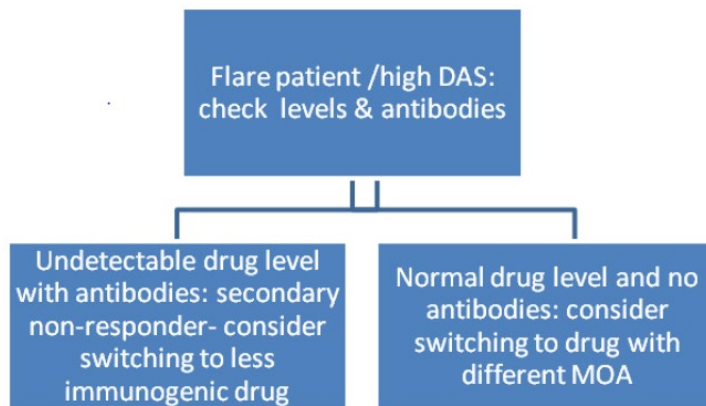 Flare patient /high DAS:
check levels & antibodies
Undetectable drug level
with antibodies: secondary
non-responder- consider
switching to less
immunogenic drug
Normal drug level and no
antibodies: consider
switching to drug with
different MOA